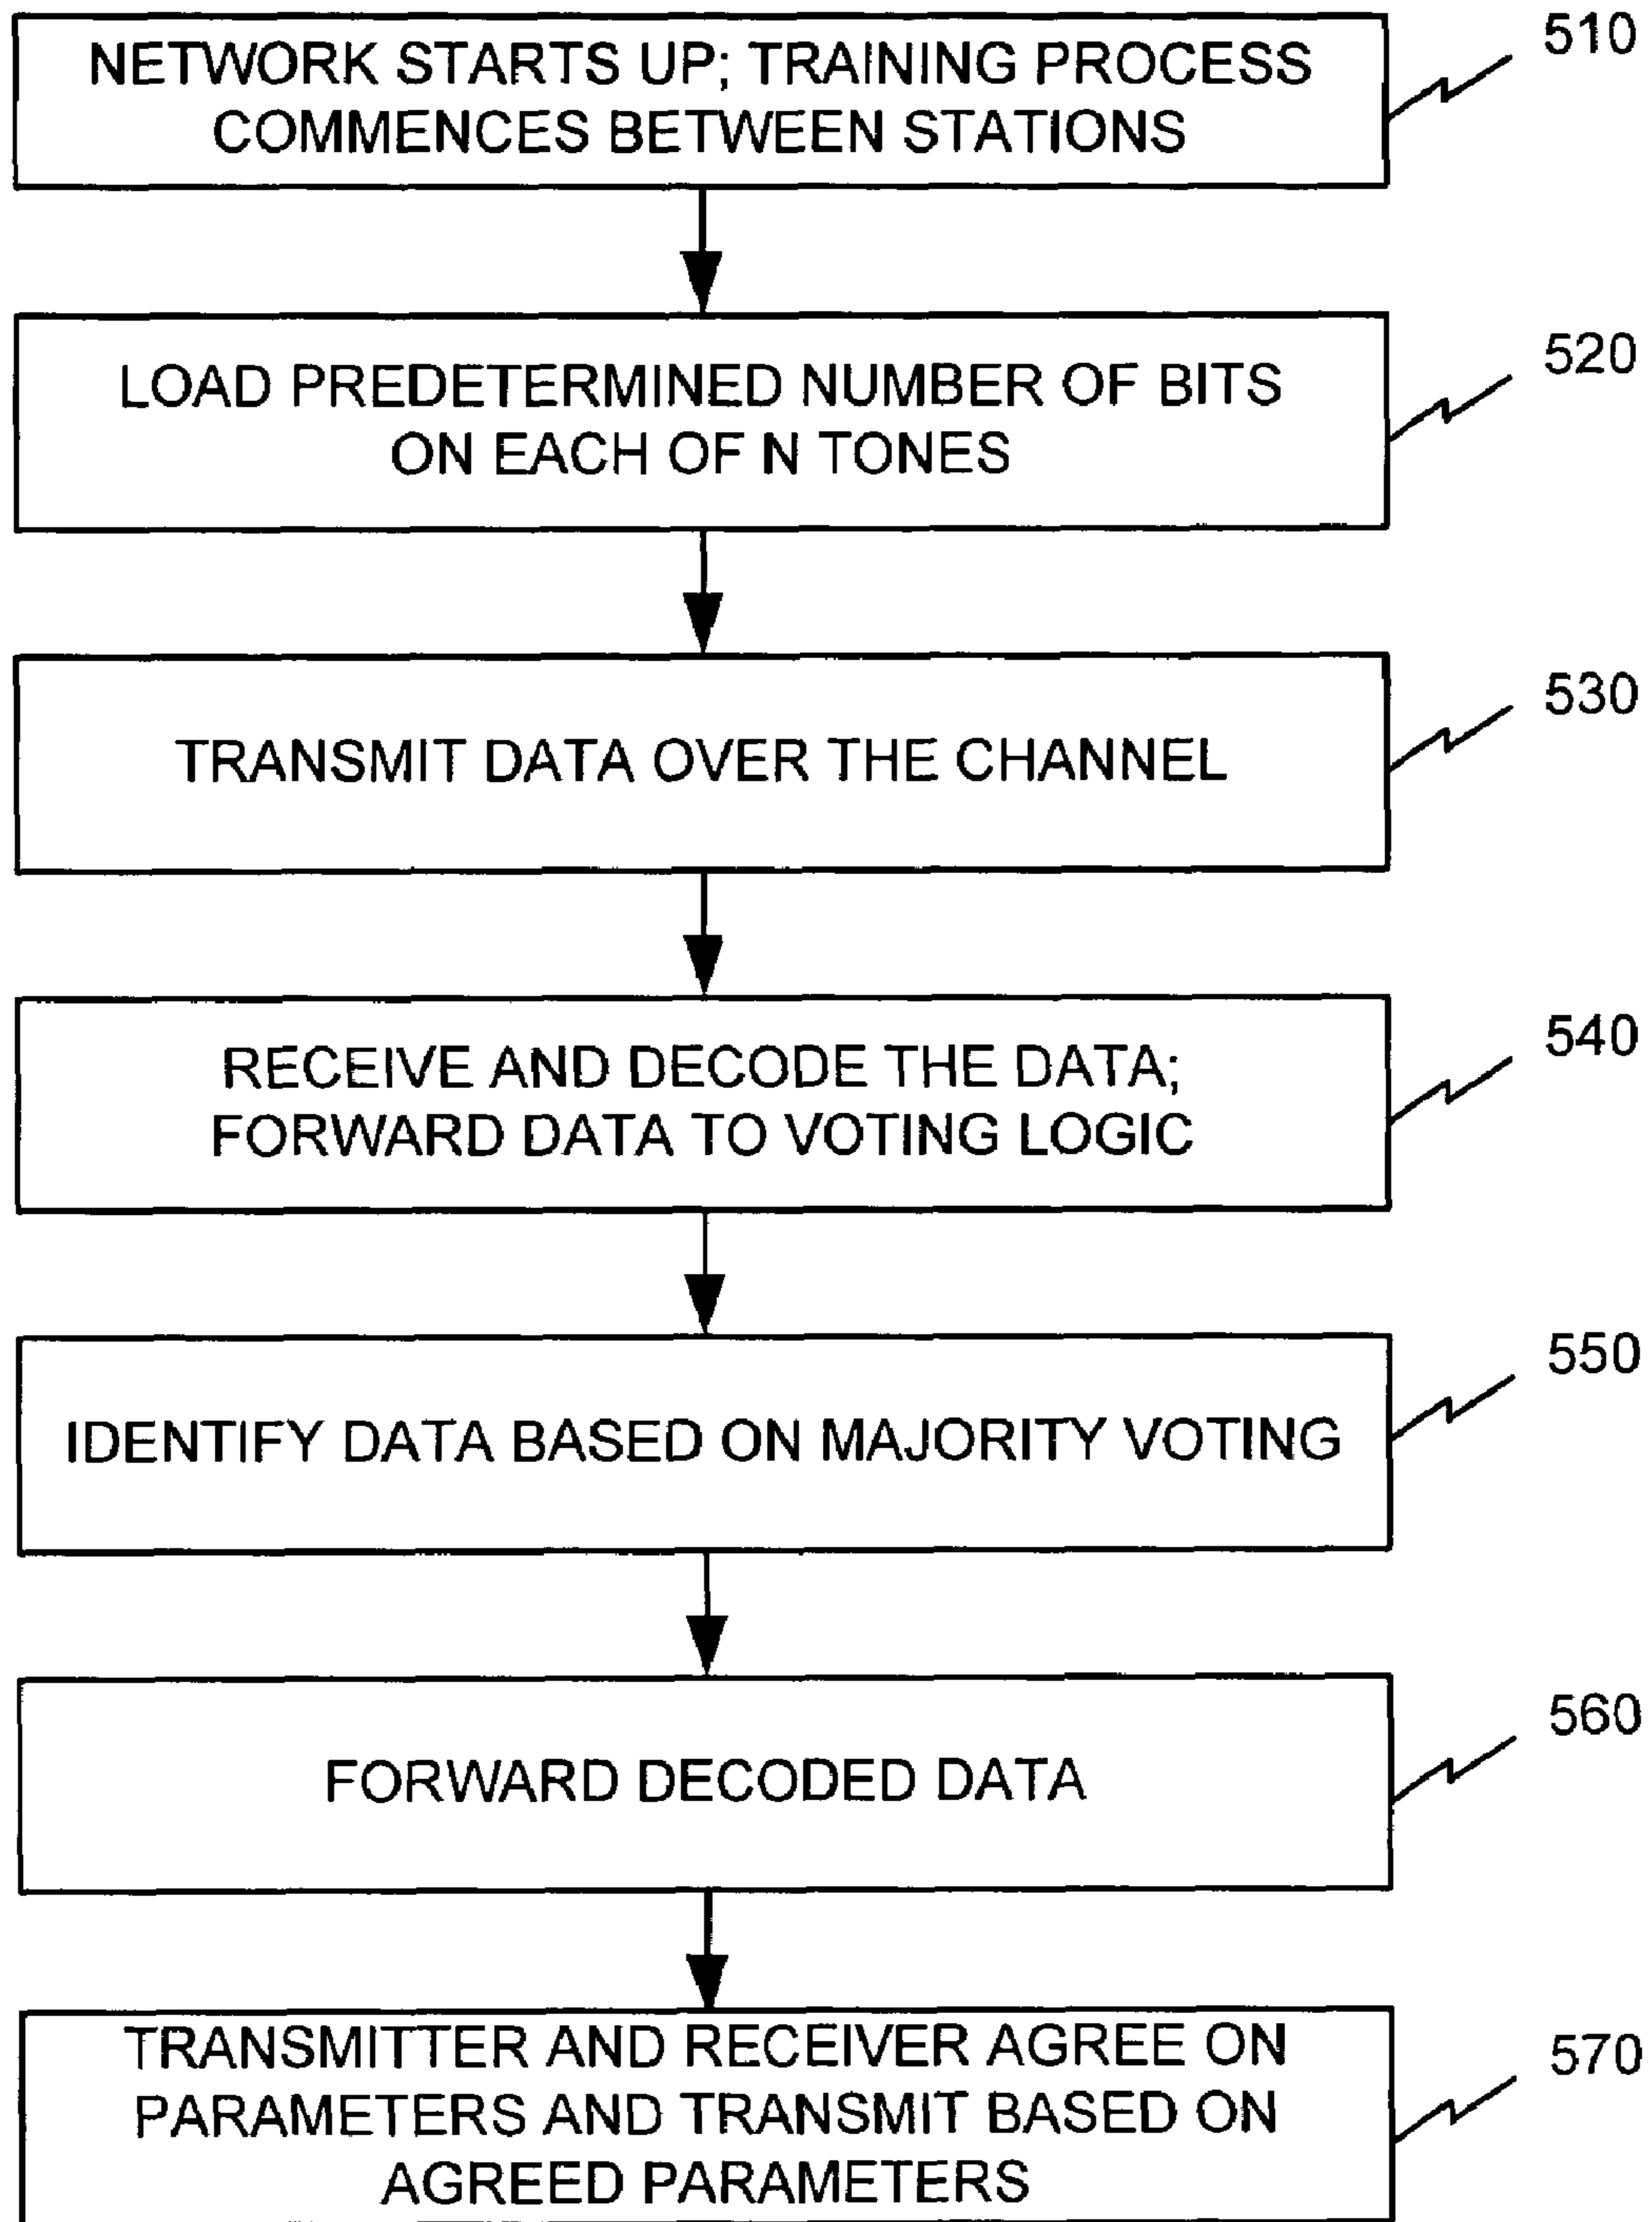 NETWORK STARTS UP; TRAINING PROCESS
COMMENCES BETWEEN STATIONS
510
LOAD PREDETERMINED NUMBER OF BITS
ON EACH OF N TONES
520
TRANSMIT DATA OVER THE CHANNEL
530
RECEIVE AND DECODE THE DATA;
FORWARD DATA TO VOTING LOGIC
540
IDENTIFY DATA BASED ON MAJORITY VOTING
550
FORWARD DECODED DATA
560
TRANSMITTER AND RECEIVER AGREE ON
PARAMETERS AND TRANSMIT BASED ON
AGREED PARAMETERS
570